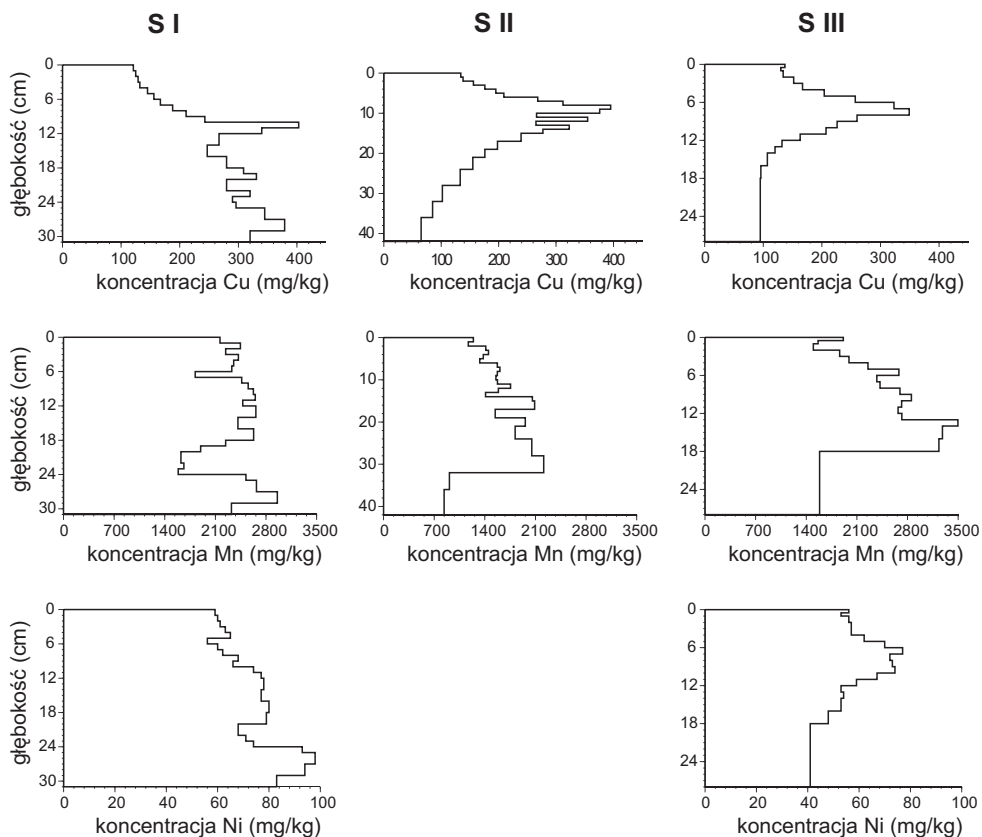 S I S II S III
głębokość (cm)
0 6 12 18 24 30
0 100 200 300 400
koncentracja Cu (mg/kg)
0 10 20 30 40
0 100 200 300 400
koncentracja Cu (mg/kg)
0 6 12 18 24
0 100 200 300 400
koncentracja Cu (mg/kg)
głębokość (cm)
0 6 12 18 24 30
0 700 1400 2100 2800 3500
koncentracja Mn (mg/kg)
0 10 20 30 40
0 700 1400 2100 2800 3500
koncentracja Mn (mg/kg)
0 6 12 18 24
0 700 1400 2100 2800 3500
koncentracja Mn (mg/kg)
głębokość (cm)
0 6 12 18 24 30
0 20 40 60 80 100
koncentracja Ni (mg/kg)
0 6 12 18 24
0 20 40 60 80 100
koncentracja Ni (mg/kg)